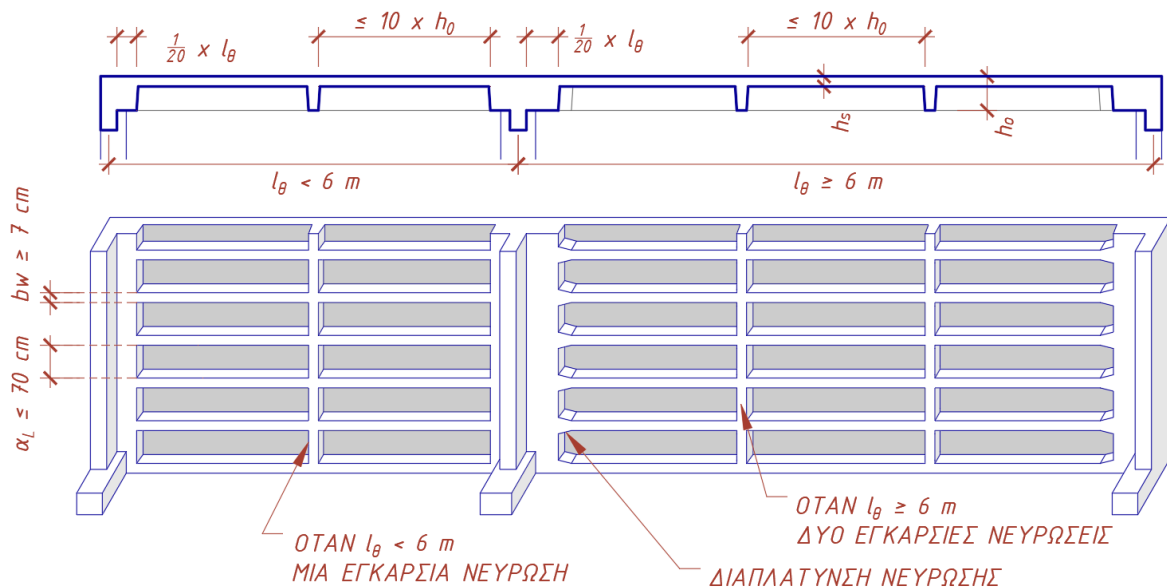 1/20 x lθ
≤ 10 x h0
1/20 x lθ
≤ 10 x h0
hs
h0
lθ < 6 m
lθ ≥ 6 m
bw ≥ 7 cm
αL ≤ 70 cm
ΟΤΑΝ lθ < 6 m
ΜΙΑ ΕΓΚΑΡΣΙΑ ΝΕΥΡΩΣΗ
ΟΤΑΝ lθ ≥ 6 m
ΔΥΟ ΕΓΚΑΡΣΙΕΣ ΝΕΥΡΩΣΕΙΣ
ΔΙΑΠΛΑΤΥΝΣΗ ΝΕΥΡΩΣΗΣ